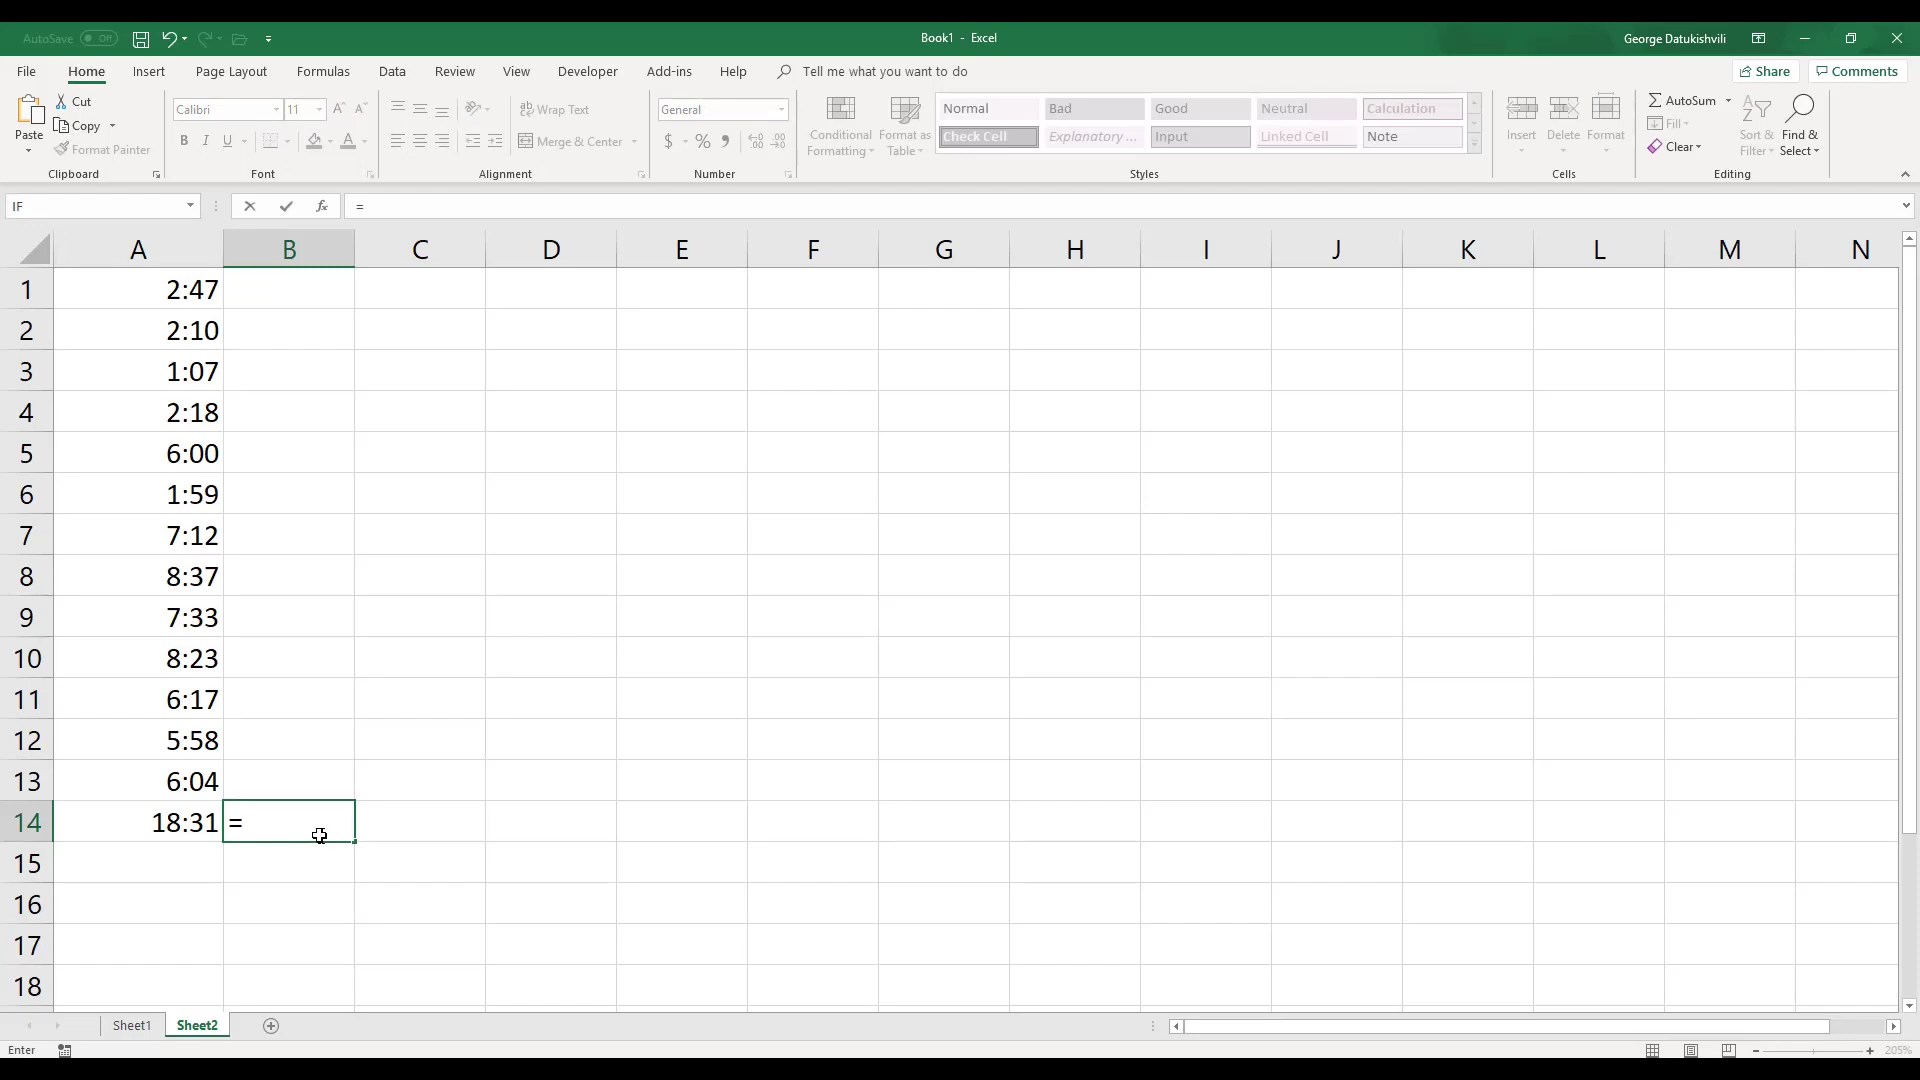 AutoSave Off
Book1 - Excel
George Datukishvili
File Home Insert Page Layout Formulas Data Review View Developer Add-ins Help Tell me what you want to do
Share Comments
Paste
Cut
Copy
Format Painter
Clipboard
Calibri 11
A A
B I U A
Font
ab Wrap Text
Merge & Center
Alignment
General
$ %
Number
Conditional Formatting
Format as Table
Normal Bad Good Neutral Calculation
Check Cell Explanatory ... Input Linked Cell Note
Styles
Insert Delete Format
Cells
AutoSum
Fill
Clear
Sort & Filter
Find & Select
Editing
IF fx =
A B C D E F G H I J K L M N
1 2:47
2 2:10
3 1:07
4 2:18
5 6:00
6 1:59
7 7:12
8 8:37
9 7:33
10 8:23
11 6:17
12 5:58
13 6:04
14 18:31 =
15
16
17
18
Sheet1 Sheet2
Enter
205%